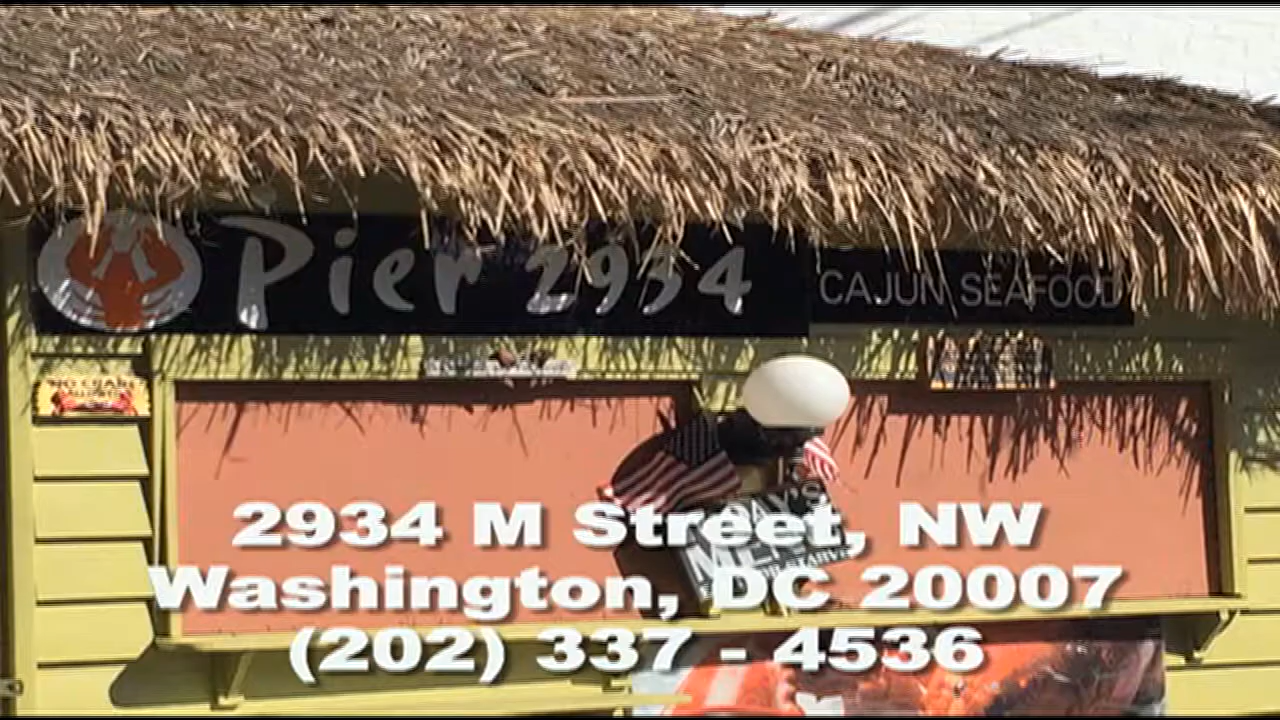 Pier 2934
CAJUN SEAFOOD
2934 M Street, NW
Washington, DC 20007
(202) 337 - 4536